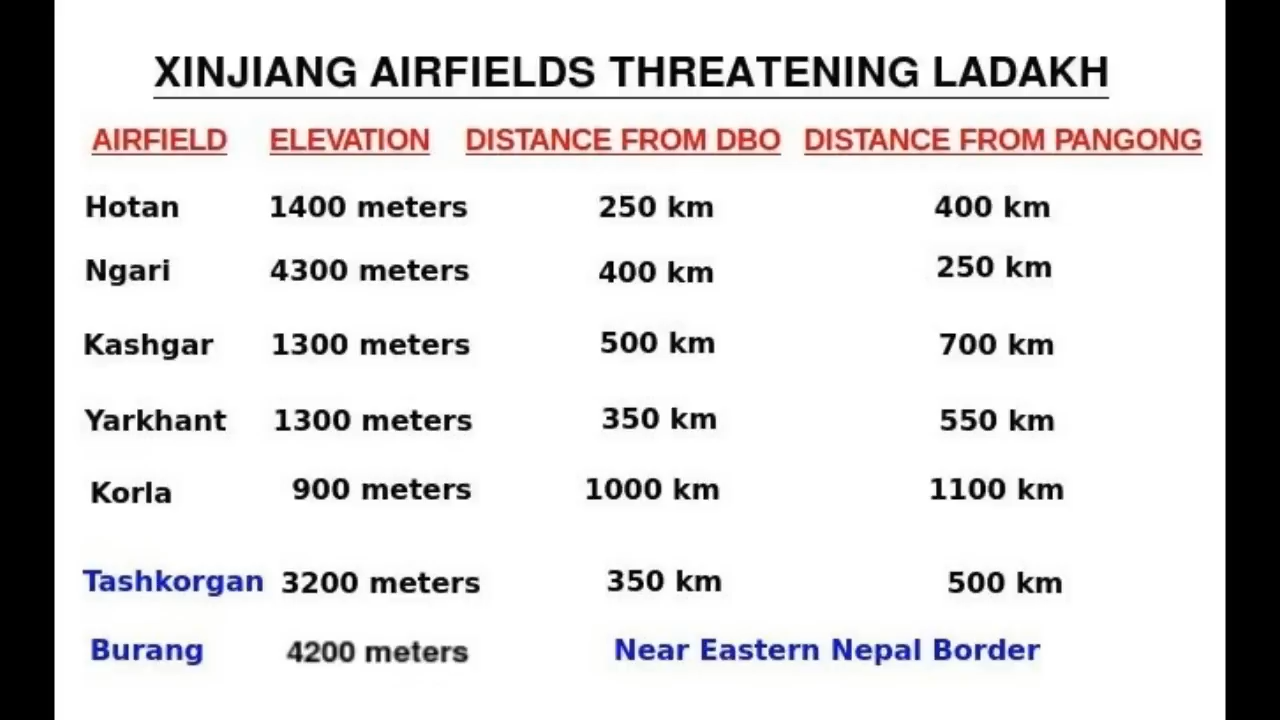 XINJIANG AIRFIELDS THREATENING LADAKH
AIRFIELD ELEVATION DISTANCE FROM DBO DISTANCE FROM PANGONG
Hotan 1400 meters 250 km 400 km
Ngari 4300 meters 400 km 250 km
Kashgar 1300 meters 500 km 700 km
Yarkhant 1300 meters 350 km 550 km
Korla 900 meters 1000 km 1100 km
Tashkorgan 3200 meters 350 km 500 km
Burang 4200 meters Near Eastern Nepal Border